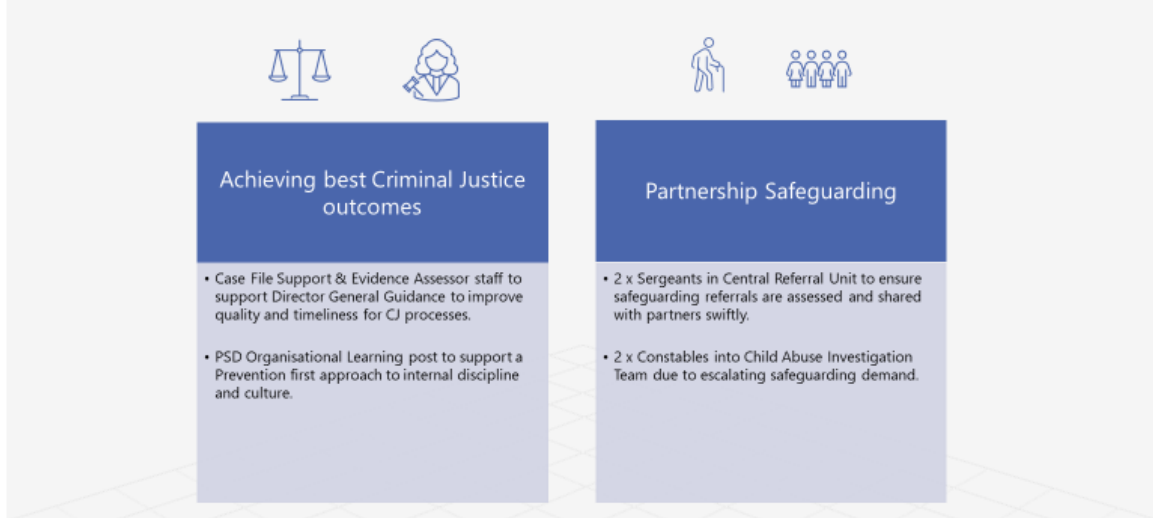 Achieving best Criminal Justice
outcomes
• Case File Support & Evidence Assessor staff to
support Director General Guidance to improve
quality and timeliness for CJ processes.
• PSD Organisational Learning post to support a
Prevention first approach to internal discipline
and culture.
Partnership Safeguarding
• 2 x Sergeants in Central Referral Unit to ensure
safeguarding referrals are assessed and shared
with partners swiftly.
• 2 x Constables into Child Abuse Investigation
Team due to escalating safeguarding demand.